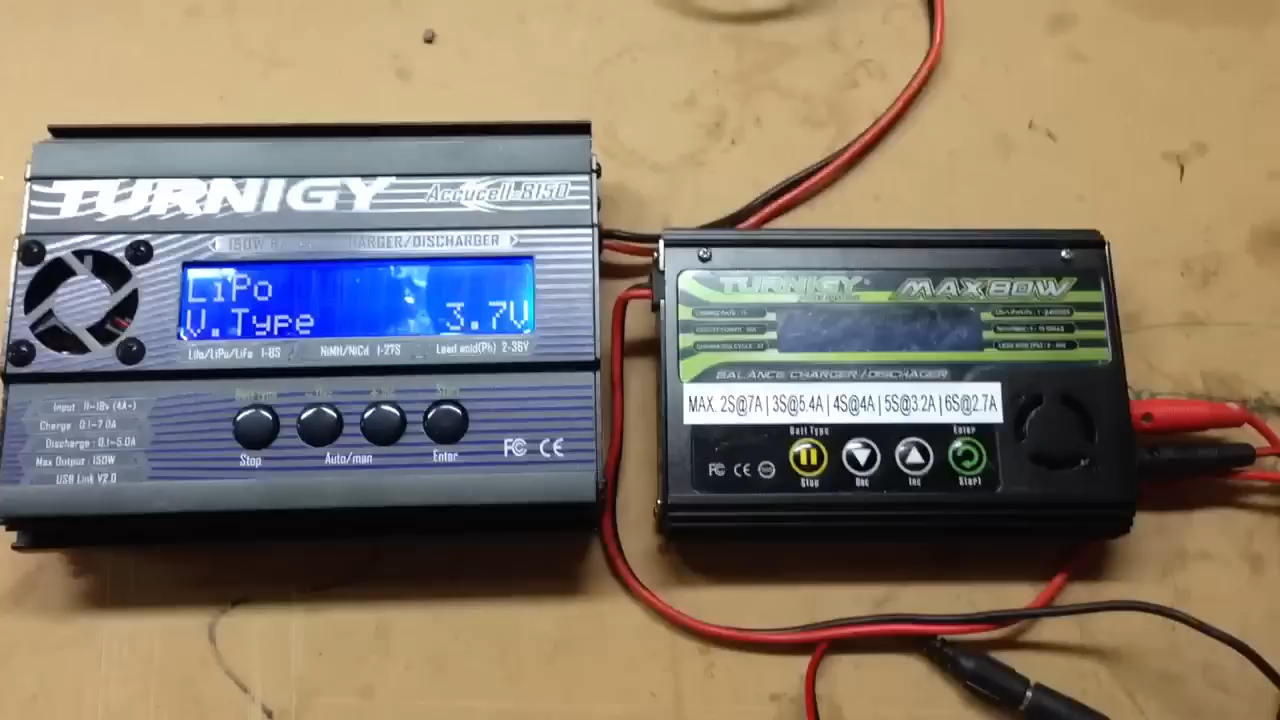 TURNIGY Accucell-8150
150W CHARGER/DISCHARGER
LiPo
V.Type 3.7V
LiIo/LiPo/LiFe 1-8S NiMH/NiCd 1-27S Lead acid(Pb) 2-36V
Input : 11-18v (4A-)
Charge : 0.1-7.0A
Discharge : 0.1-5.0A
Max Output : 150W
USB Link V2.0
Start
Stop Auto/man Enter
FC CE
TURNIGY MAX80W
BALANCE CHARGER/DISCHAGER
MAX. 2S@7A | 3S@5.4A | 4S@4A | 5S@3.2A | 6S@2.7A
Batt Type Enter
FC CE
Stop Dec Inc Start